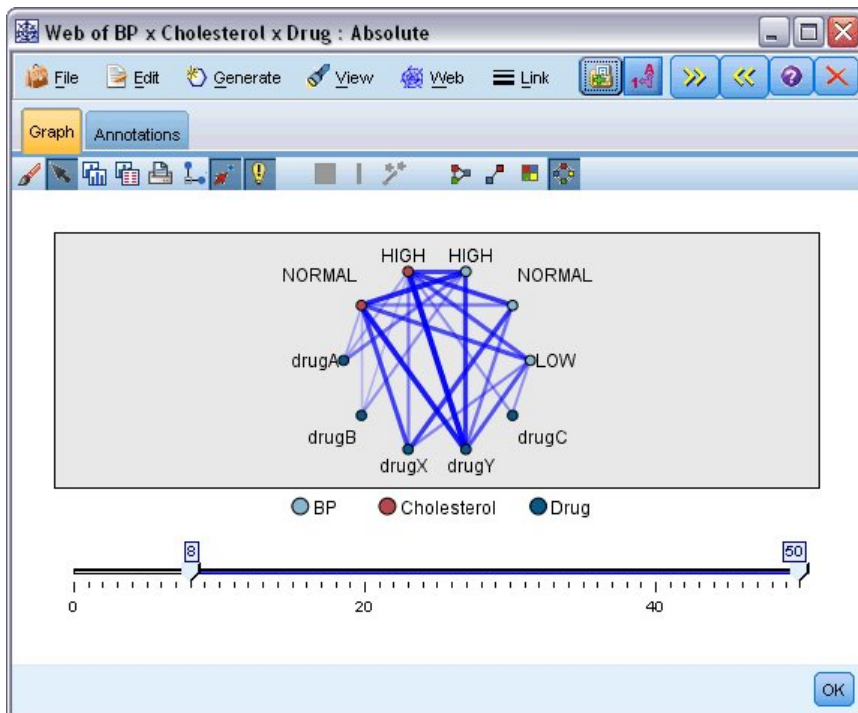 Web of BP x Cholesterol x Drug : Absolute
File Edit Generate View Web Link
Graph Annotations
HIGH HIGH
NORMAL NORMAL
drugA LOW
drugB drugC
drugX drugY
BP Cholesterol Drug
8 50
0 20 40
OK